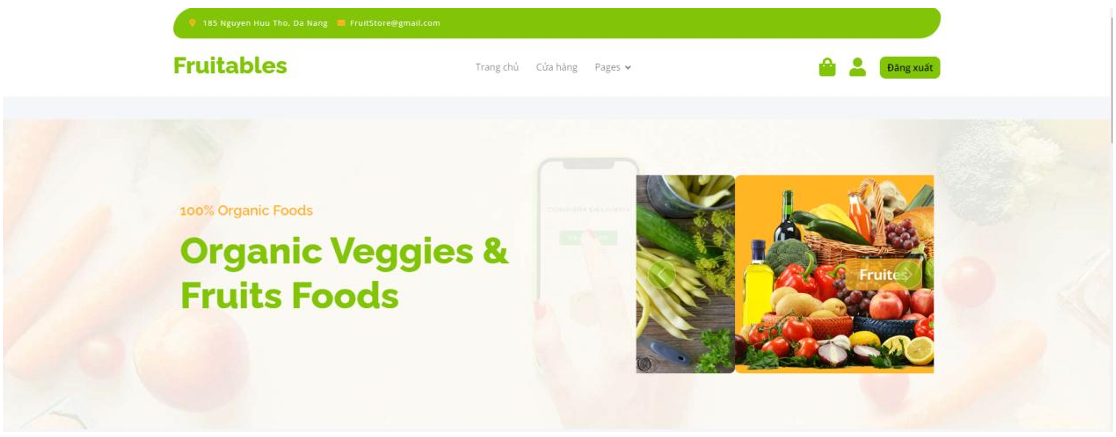 185 Nguyen Huu Tho, Da Nang FruitStore@gmail.com
Fruitables
Trang chủ Cửa hàng Pages
Đăng xuất
100% Organic Foods
Organic Veggies &
Fruits Foods
Fruites